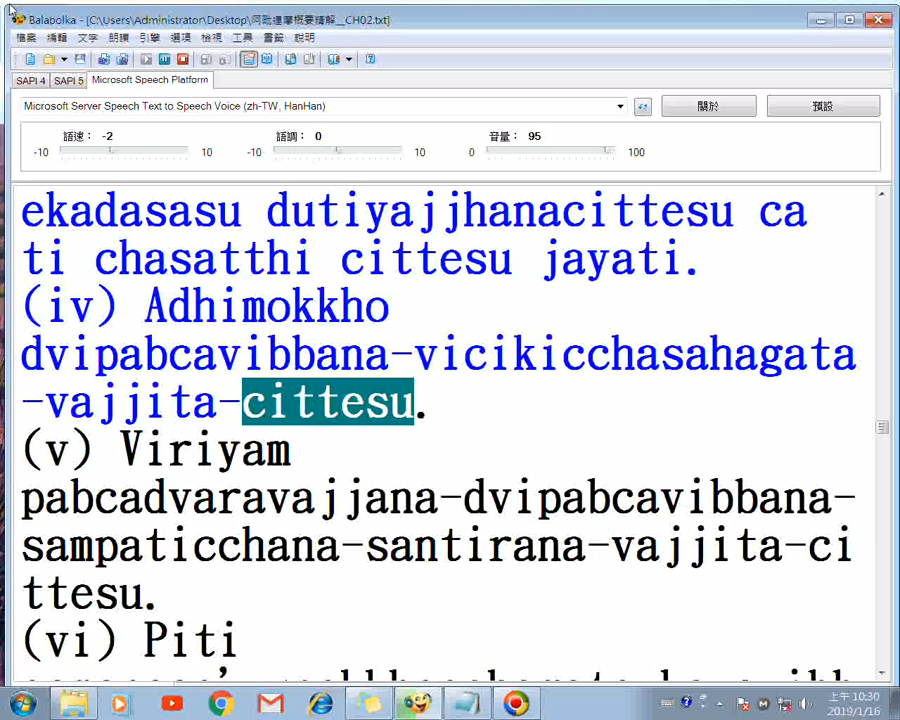 Balabolka - [C:\Users\Administrator\Desktop\阿毗達摩概要精解__CH02.txt]
檔案 編輯 文字 朗讀 引擎 選項 檢視 工具 書籤 說明
SAPI 4 SAPI 5 Microsoft Speech Platform
Microsoft Server Speech Text to Speech Voice (zh-TW, HanHan)
關於 預設
語速： -2 語調： 0 音量： 95
-10 10 -10 10 0 100
ekadasasu dutiyajjhanacittesu ca
ti chasatthi cittesu jayati.
(iv) Adhimokkho
dvipabcavibbana-vicikicchasahagata
-vajjita-cittesu.
(v) Viriyam
pabcadvaravajjana-dvipabcavibbana-
sampaticchana-santirana-vajjita-ci
ttesu.
(vi) Piti
上午 10:30
2019/1/16